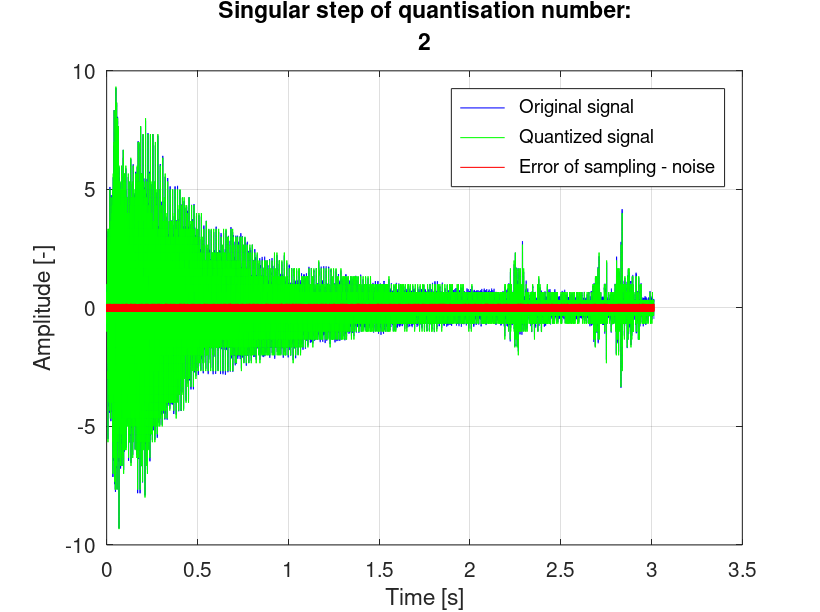 Singular step of quantisation number:
2
Original signal
Quantized signal
Error of sampling - noise
10
5
0
-5
-10
Amplitude [-]
0 0.5 1 1.5 2 2.5 3 3.5
Time [s]